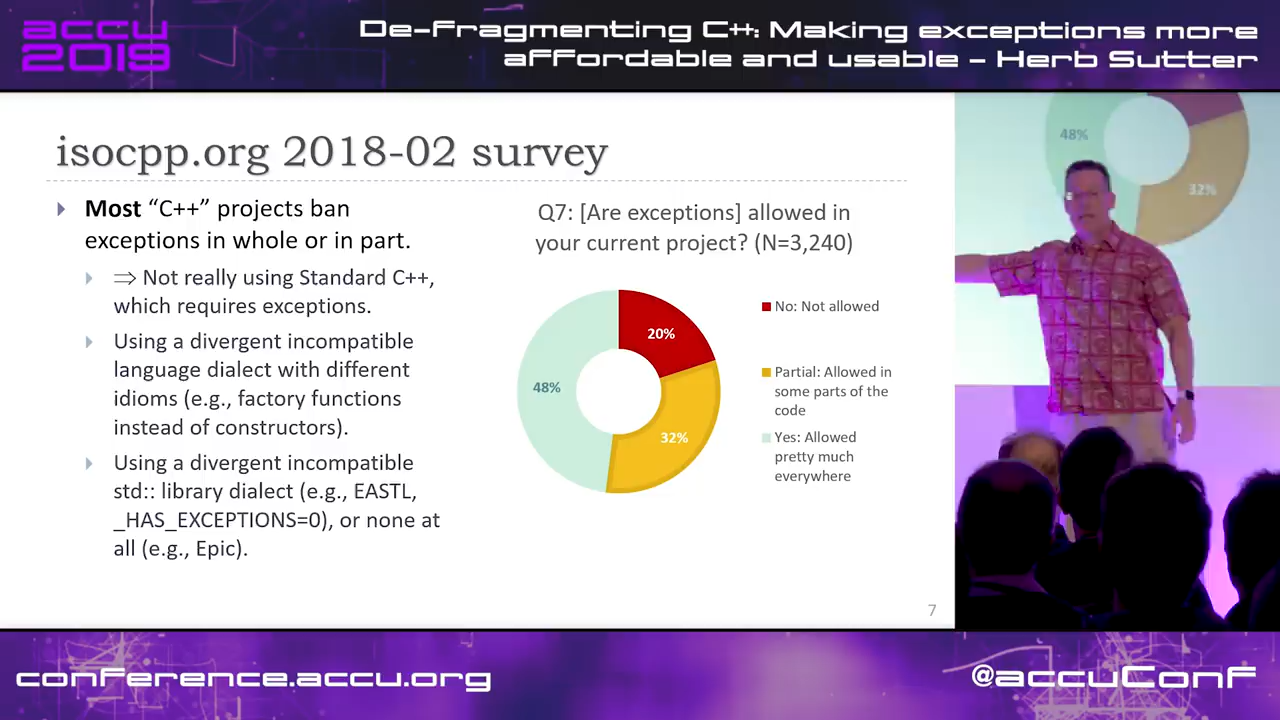 accu
2019
De-Fragmenting C++: Making exceptions more
affordable and usable - Herb Sutter
isocpp.org 2018-02 survey
Most “C++” projects ban
exceptions in whole or in part.
⇒ Not really using Standard C++,
which requires exceptions.
Using a divergent incompatible
language dialect with different
idioms (e.g., factory functions
instead of constructors).
Using a divergent incompatible
std:: library dialect (e.g., EASTL,
_HAS_EXCEPTIONS=0), or none at
all (e.g., Epic).
Q7: [Are exceptions] allowed in
your current project? (N=3,240)
20%
32%
48%
No: Not allowed
Partial: Allowed in
some parts of the
code
Yes: Allowed
pretty much
everywhere
7
48%
32%
conference.accu.org
@accuConf